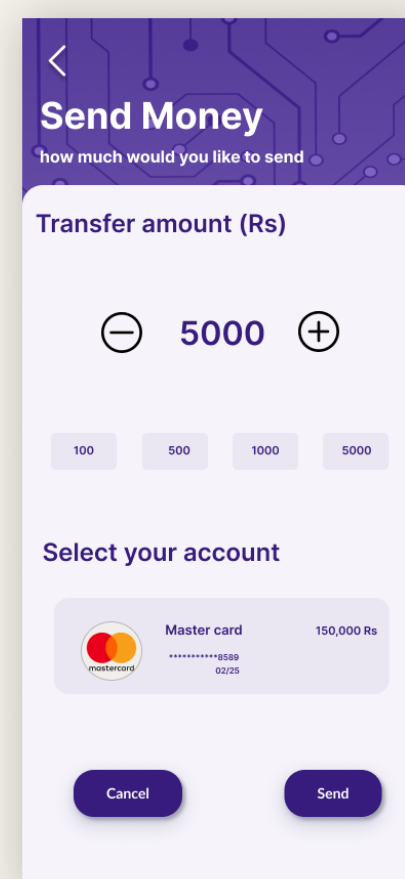 Send Money
how much would you like to send
Transfer amount (Rs)
5000
100 500 1000 5000
Select your account
Master card 150,000 Rs
mastercard ***********8589
02/25
Cancel Send